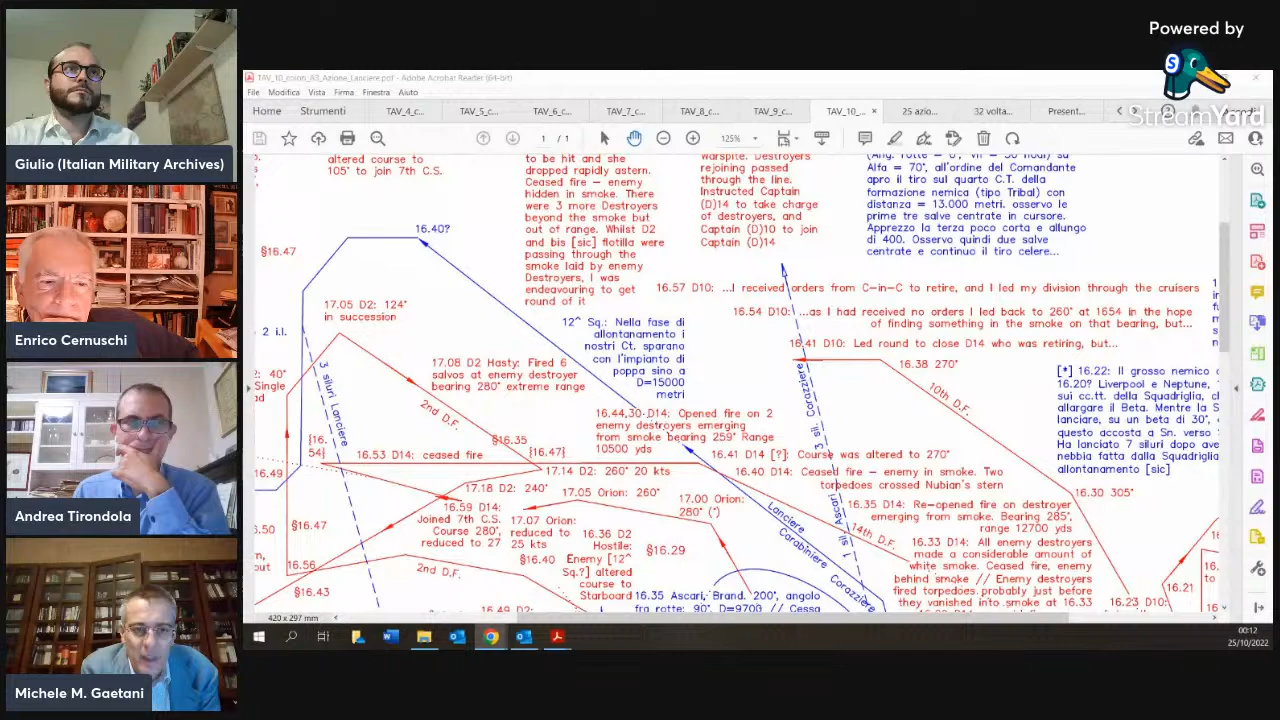 Giulio (Italian Military Archives)
Enrico Cernuschi
Andrea Tirondola
Michele M. Gaetani
Powered by
S
StreamYard
TAV_10_colori_A3_Azione_Lanciere.pdf - Adobe Acrobat Reader (64-bit)
File Modifica Vista Firma Finestra Aiuto
Home Strumenti TAV_4_c... TAV_5_c... TAV_6_c... TAV_7_c... TAV_8_c... TAV_9_c... TAV_10_... × 25 azio... 32 volta... Present...
1 / 1 125%
altered course to
105° to join 7th C.S.
to be hit and she
dropped rapidly astern.
Ceased fire – enemy
hidden in smoke. There
were 3 more Destroyers
beyond the smoke but
out of range. Whilst D2
and bis [sic] flotilla were
passing through the
smoke laid by enemy
Destroyers, I was
endeavouring to get
round of it
Warspite. Destroyers
rejoining passed
through the line.
Instructed Captain
(D)14 to take charge
of destroyers, and
Captain (D)10 to join
Captain (D)14
Alfa = 70°, all'ordine del Comandante
apro il tiro sul quarto C.T. della
formazione nemica (tipo Tribal) con
distanza = 13.000 metri. osservo le
prime tre salve centrate in cursore.
Apprezzo la terza poco corta e allungo
di 400. Osservo quindi due salve
centrate e continuo il tiro celere...
16.40?
§16.47
16.57 D10: ...I received orders from C-in-C to retire, and I led my division through the cruisers
17.05 D2: 124°
in succession
16.54 D10: ...as I had received no orders I led back to 260° at 1654 in the hope
of finding something in the smoke on that bearing, but...
2 i.l.
12^ Sq.: Nella fase di
allontanamento i
nostri Ct. sparano
con l'impianto di
poppa sino a
D=15000
metri
16.41 D10: Led round to close D14 who was retiring, but...
17.08 D2 Hasty: Fired 6
salvos at enemy destroyer
bearing 280° extreme range
16.38 270°
2: 40°
Single
3 siluri Lanciere
2nd D.F.
3 sil. Corazziere
10th D.F.
[*] 16.22: Il grosso nemico
16.20? Liverpool e Neptune,
sui cc.tt. della Squadriglia,
allargare il Beta. Mentre la S
lanciere, su un beta di 30°,
questo accosta a Sn. verso
Ha lanciato 7 siluri dopo
nebbia fatta dalla Squadriglia
allontanamento [sic]
16.44,30 D14: Opened fire on 2
enemy destroyers emerging
from smoke bearing 259° Range
10500 yds
{16.
54}
§16.35
16.53 D14: ceased fire
{16.47}
16.41 D14 [?]: Course was altered to 270°
16.49
17.14 D2: 260° 20 kts
16.40 D14: Ceased fire – enemy in smoke. Two
torpedoes crossed Nubian's stern
17.18 D2: 240°
17.05 Orion: 260°
17.00 Orion:
280° (*)
16.30 305°
16.59 D14:
Joined 7th C.S.
Course 280°,
reduced to 27
17.07 Orion:
reduced to
25 kts
16.35 D14: Re-opened fire on destroyer
emerging from smoke. Bearing 285°,
range 12700 yds
§16.47
16.50
16.36 D2
Hostile:
Enemy [12^
Sq.?] altered
course to
Starboard
§16.29
Lanciere
Carabiniere
Corazziere
1 sil. Ascari
14th D.F.
16.33 D14: All enemy destroyers
made a considerable amount of
white smoke. Ceased fire, enemy
behind smoke // Enemy destroyers
fired torpedoes probably just before
they vanished into smoke at 16.33
16.56
§16.40
2nd D.F.
§16.43
16.21
16.35 Ascari, Brand. 200°, angolo
fra rotte: 90°, D=9700 // Cessa
16.23 D10:
420 x 297 mm
00:12
25/10/2022